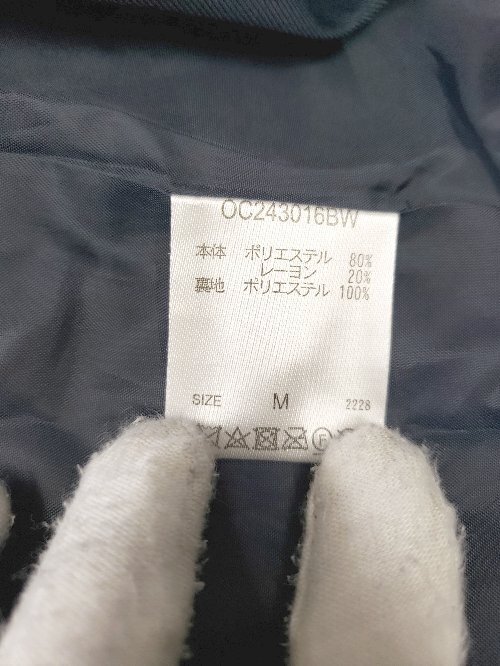 OC243016BW
本体 ポリエステル 80%
レーヨン 20%
裏地 ポリエステル 100%
SIZE M 2228